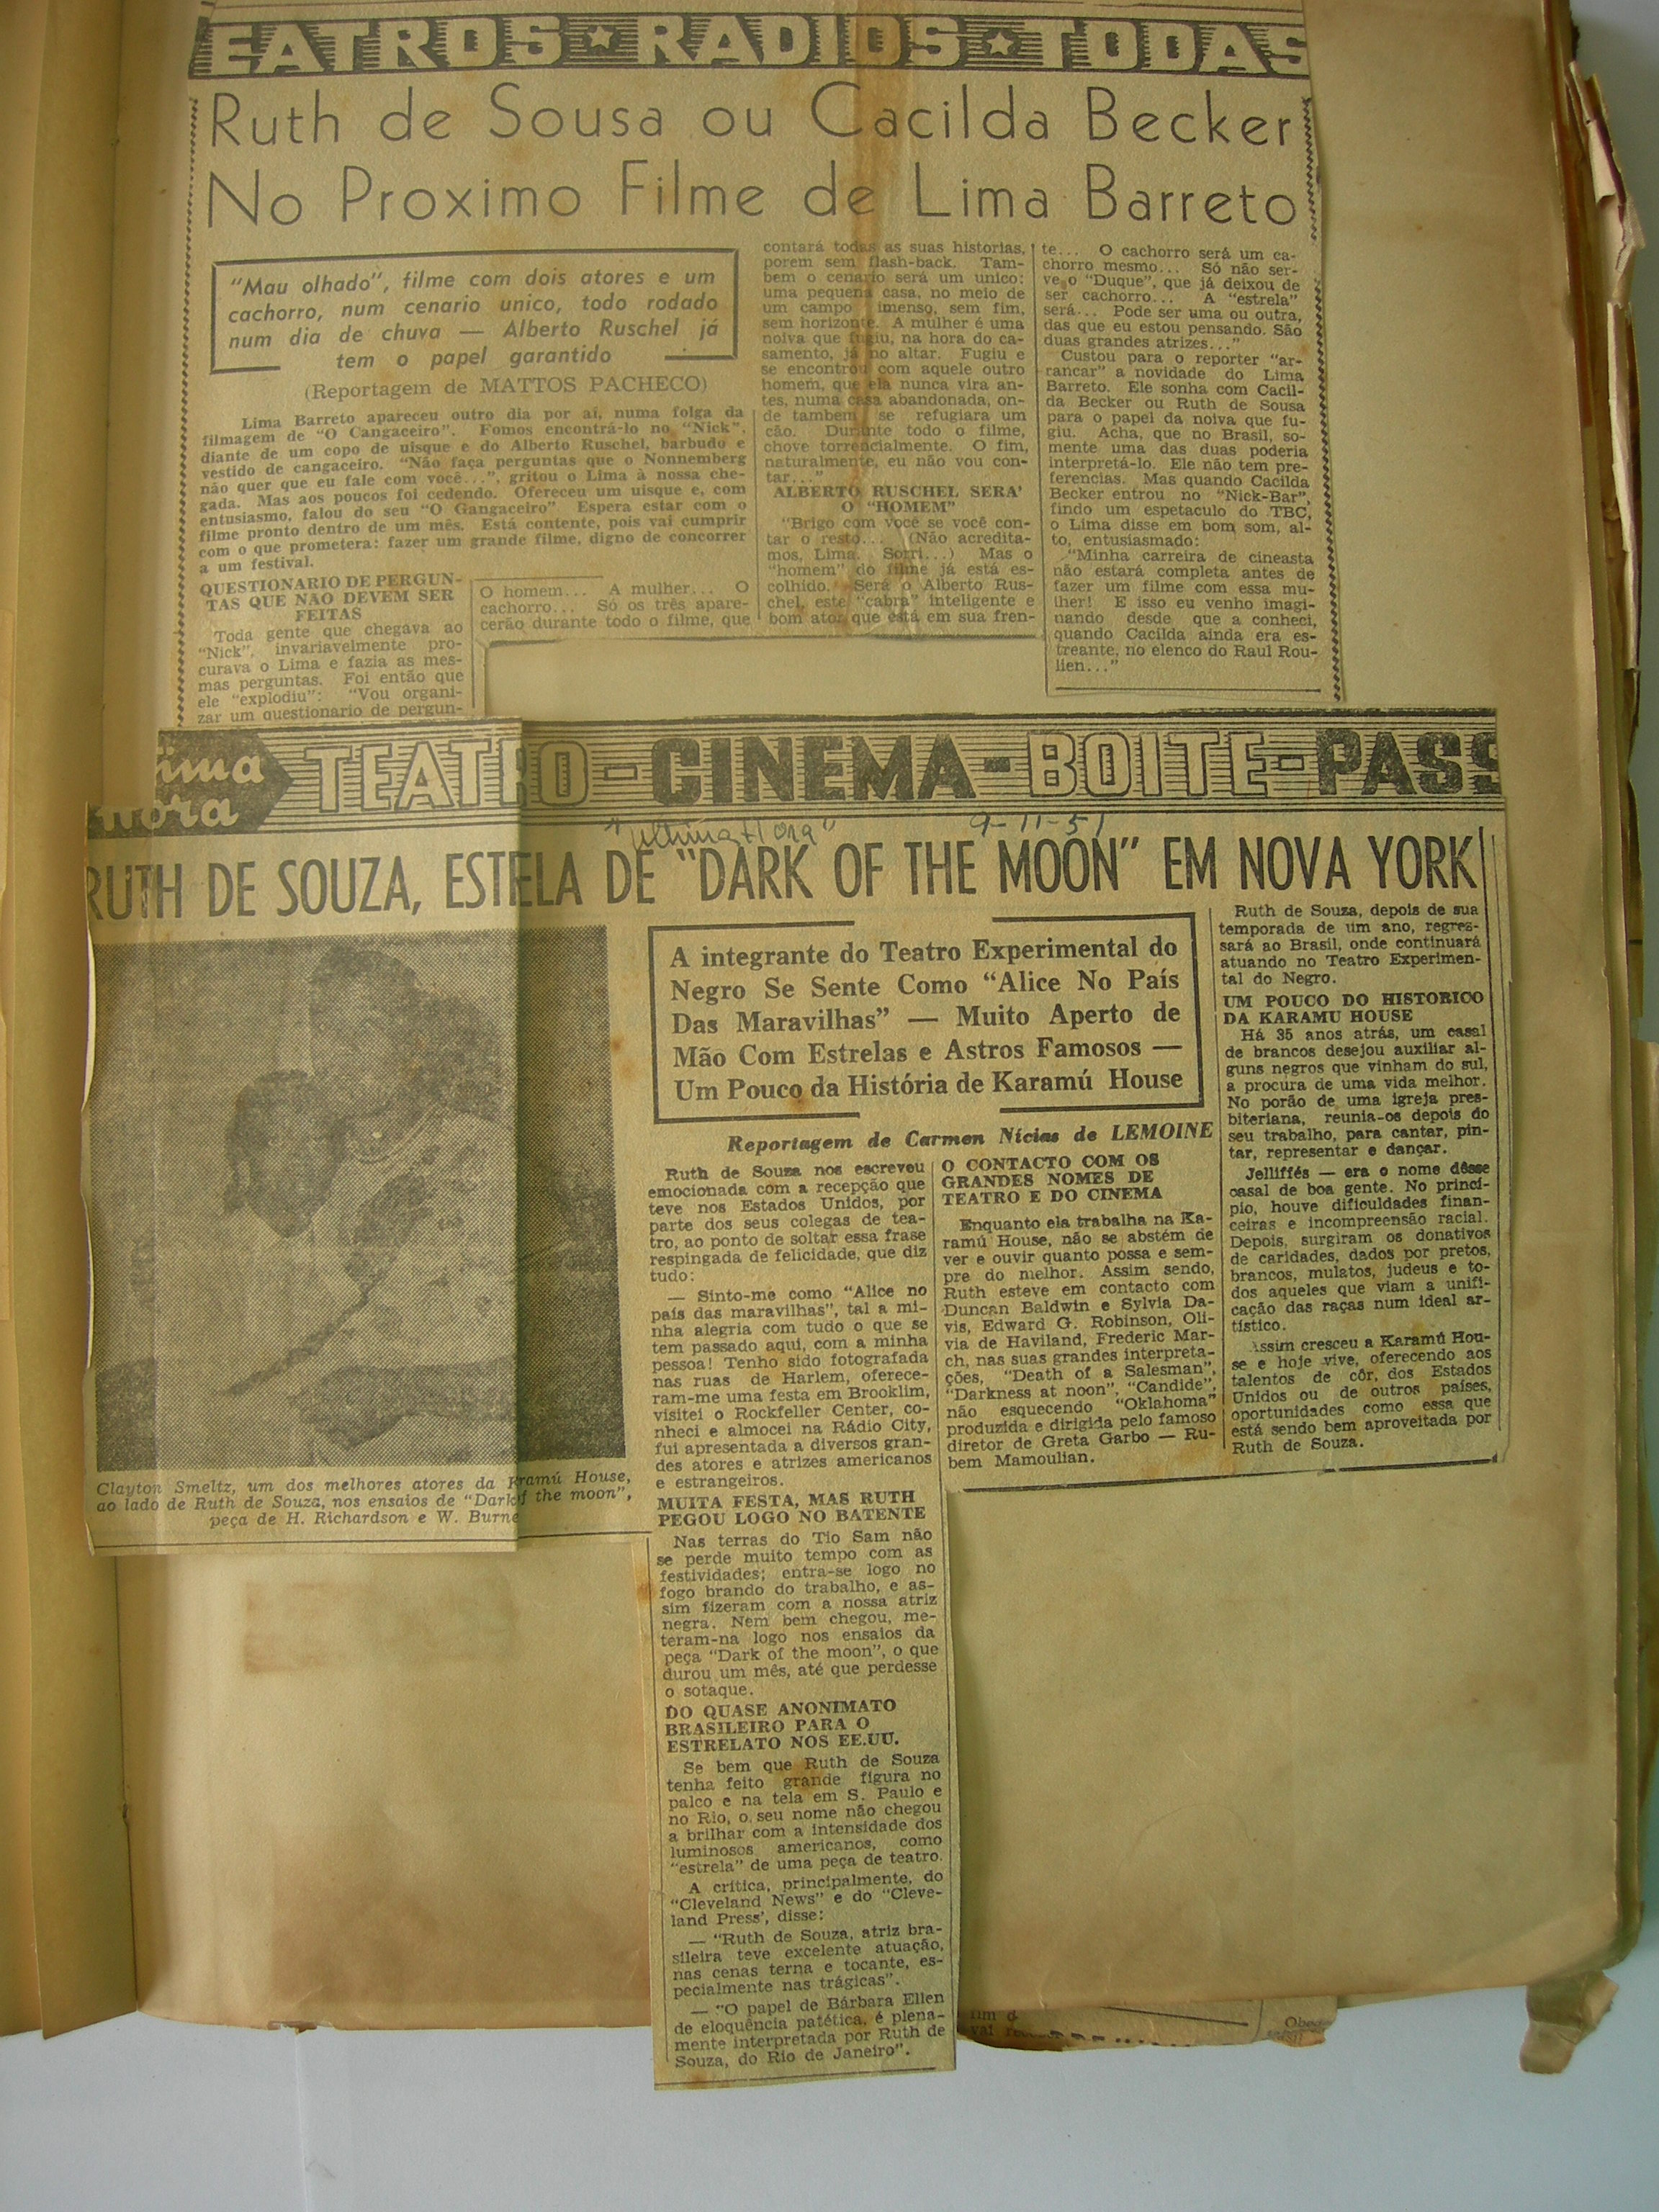 EATROS ★ RADIOS ★ TODAS
Ruth de Sousa ou Cacilda Becker
No Proximo Filme de Lima Barreto
"Mau olhado", filme com dois atores e um
cachorro, num cenario unico, todo rodado
num dia de chuva — Alberto Ruschel já
tem o papel garantido
(Reportagem de MATTOS PACHECO)
Lima Barreto apareceu outro dia por aí, numa folga da
filmagem de "O Cangaceiro". Fomos encontrá-lo no "Nick",
diante de um copo de uisque e do Alberto Ruschel, barbudo e
vestido de cangaceiro. "Não faça perguntas que o Nonnemberg
não quer que eu fale com você...", gritou o Lima à nossa che-
gada. Mas aos poucos foi cedendo. Ofereceu um uisque e, com
entusiasmo, falou do seu "O Gangaceiro" Espera estar com o
filme pronto dentro de um mês. Está contente, pois vai cumprir
com o que prometera: fazer um grande filme, digno de concorrer
a um festival.
QUESTIONARIO DE PERGUN-
TAS QUE NÃO DEVEM SER
FEITAS
Toda gente que chegava ao
"Nick", invariavelmente pro-
curava o Lima e fazia as mes-
mas perguntas. Foi então que
ele "explodiu": "Vou organi-
zar um questionario de pergun-
O homem... A mulher... O
cachorro... Só os três apare-
cerão durante todo o filme, que
contará todas as suas historias,
porem sem flash-back. Tam-
bem o cenario será um unico:
uma pequena casa, no meio de
um campo imenso, sem fim,
sem horizonte. A mulher é uma
noiva que fugiu, na hora do ca-
samento, já no altar. Fugiu e
se encontrou com aquele outro
homem, que ela nunca vira an-
tes, numa casa abandonada, on-
de tambem se refugiara um
cão. Durante todo o filme,
chove torrencialmente. O fim,
naturalmente, eu não vou con-
tar..."
ALBERTO RUSCHEL SERA'
O "HOMEM"
"Brigo com você se você con-
tar o resto... (Não acredita-
mos, Lima. Sorri...) Mas o
"homem" do filme já está es-
colhido. Será o Alberto Rus-
chel, este "cabra" inteligente e
bom ator que está em sua fren-
te... O cachorro será um ca-
chorro mesmo... Só não ser-
ve o "Duque", que já deixou de
ser cachorro... A "estrela"
será... Pode ser uma ou outra,
das que eu estou pensando. São
duas grandes atrizes..."
Custou para o reporter "ar-
rancar" a novidade do Lima
Barreto. Ele sonha com Cacil-
da Becker ou Ruth de Sousa
para o papel da noiva que fu-
giu. Acha, que no Brasil, so-
mente uma das duas poderia
interpretá-lo. Ele não tem pre-
ferencias. Mas quando Cacilda
Becker entrou no "Nick-Bar",
findo um espetaculo do TBC,
o Lima disse em bom som, al-
to, entusiasmado:
"Minha carreira de cineasta
não estará completa antes de
fazer um filme com essa mu-
lher! E isso eu venho imagi-
nando desde que a conheci,
quando Cacilda ainda era es-
treante, no elenco do Raul Rou-
lien..."
ima
Hora
TEATRO-CINEMA-BOITE-PASS
"Ultima Hora" 9-11-51
RUTH DE SOUZA, ESTRELA DE "DARK OF THE MOON" EM NOVA YORK
Clayton Smeltz, um dos melhores atores da Kramú House,
ao lado de Ruth de Souza, nos ensaios de "Dark of the moon",
peça de H. Richardson e W. Burne
A integrante do Teatro Experimental do
Negro Se Sente Como "Alice No País
Das Maravilhas" — Muito Aperto de
Mão Com Estrelas e Astros Famosos —
Um Pouco da História de Karamú House
Reportagem de Carmen Nícias de LEMOINE
Ruth de Souza nos escreveu
emocionada com a recepção que
teve nos Estados Unidos, por
parte dos seus colegas de tea-
tro, ao ponto de soltar essa frase
respingada de felicidade, que diz
tudo:
— Sinto-me como "Alice no
país das maravilhas", tal a mi-
nha alegria com tudo o que se
tem passado aqui, com a minha
pessoa! Tenho sido fotografada
nas ruas de Harlem, oferece-
ram-me uma festa em Brooklim,
visitei o Rockfeller Center, co-
nheci e almocei na Rádio City,
fui apresentada a diversos gran-
des atores e atrizes americanos
e estrangeiros.
MUITA FESTA, MAS RUTH
PEGOU LOGO NO BATENTE
Nas terras do Tio Sam não
se perde muito tempo com as
festividades; entra-se logo no
fogo brando do trabalho, e as-
sim fizeram com a nossa atriz
negra. Nem bem chegou, me-
teram-na logo nos ensaios da
peça "Dark of the moon", o que
durou um mês, até que perdesse
o sotaque.
DO QUASE ANONIMATO
BRASILEIRO PARA O
ESTRELATO NOS EE.UU.
Se bem que Ruth de Souza
tenha feito grande figura no
palco e na tela em S. Paulo e
no Rio, o seu nome não chegou
a brilhar com a intensidade dos
luminosos americanos, como
"estrela" de uma peça de teatro.
A crítica, principalmente, do
"Cleveland News" e do "Cleve-
land Press', disse:
— "Ruth de Souza, atriz bra-
sileira teve excelente atuação,
nas cenas terna e tocante, es-
pecialmente nas trágicas".
— "O papel de Bárbara Ellen
de eloquência patética, é plena-
mente interpretada por Ruth de
Souza, do Rio de Janeiro".
O CONTACTO COM OS
GRANDES NOMES DE
TEATRO E DO CINEMA
Enquanto ela trabalha na Ka-
ramú House, não se abstém de
ver e ouvir quanto possa e sem-
pre do melhor. Assim sendo,
Ruth esteve em contacto com
Duncan Baldwin e Sylvia Da-
vis, Edward G. Robinson, Oli-
via de Haviland, Frederic Mar-
ch, nas suas grandes interpreta-
ções, "Death of a Salesman",
"Darkness at noon", "Candide",
não esquecendo "Oklahoma"
produzida e dirigida pelo famoso
diretor de Greta Garbo — Ru-
bem Mamoulian.
Ruth de Souza, depois de sua
temporada de um ano, regres-
sará ao Brasil, onde continuará
atuando no Teatro Experimen-
tal do Negro.
UM POUCO DO HISTORICO
DA KARAMU HOUSE
Há 35 anos atrás, um casal
de brancos desejou auxiliar al-
guns negros que vinham do sul,
a procura de uma vida melhor.
No porão de uma igreja pres-
biteriana, reunia-os depois do
seu trabalho, para cantar, pin-
tar, representar e dançar.
Jelliffés — era o nome dêsse
casal de boa gente. No princí-
pio, houve dificuldades finan-
ceiras e incompreensão racial.
Depois, surgiram os donativos
de caridades, dados por pretos,
brancos, mulatos, judeus e to-
dos aqueles que viam a unifi-
cação das raças num ideal ar-
tístico.
Assim cresceu a Karamú Hou-
se e hoje vive, oferecendo aos
talentos de côr, dos Estados
Unidos ou de outros países,
oportunidades como essa que
está sendo bem aproveitada por
Ruth de Souza.